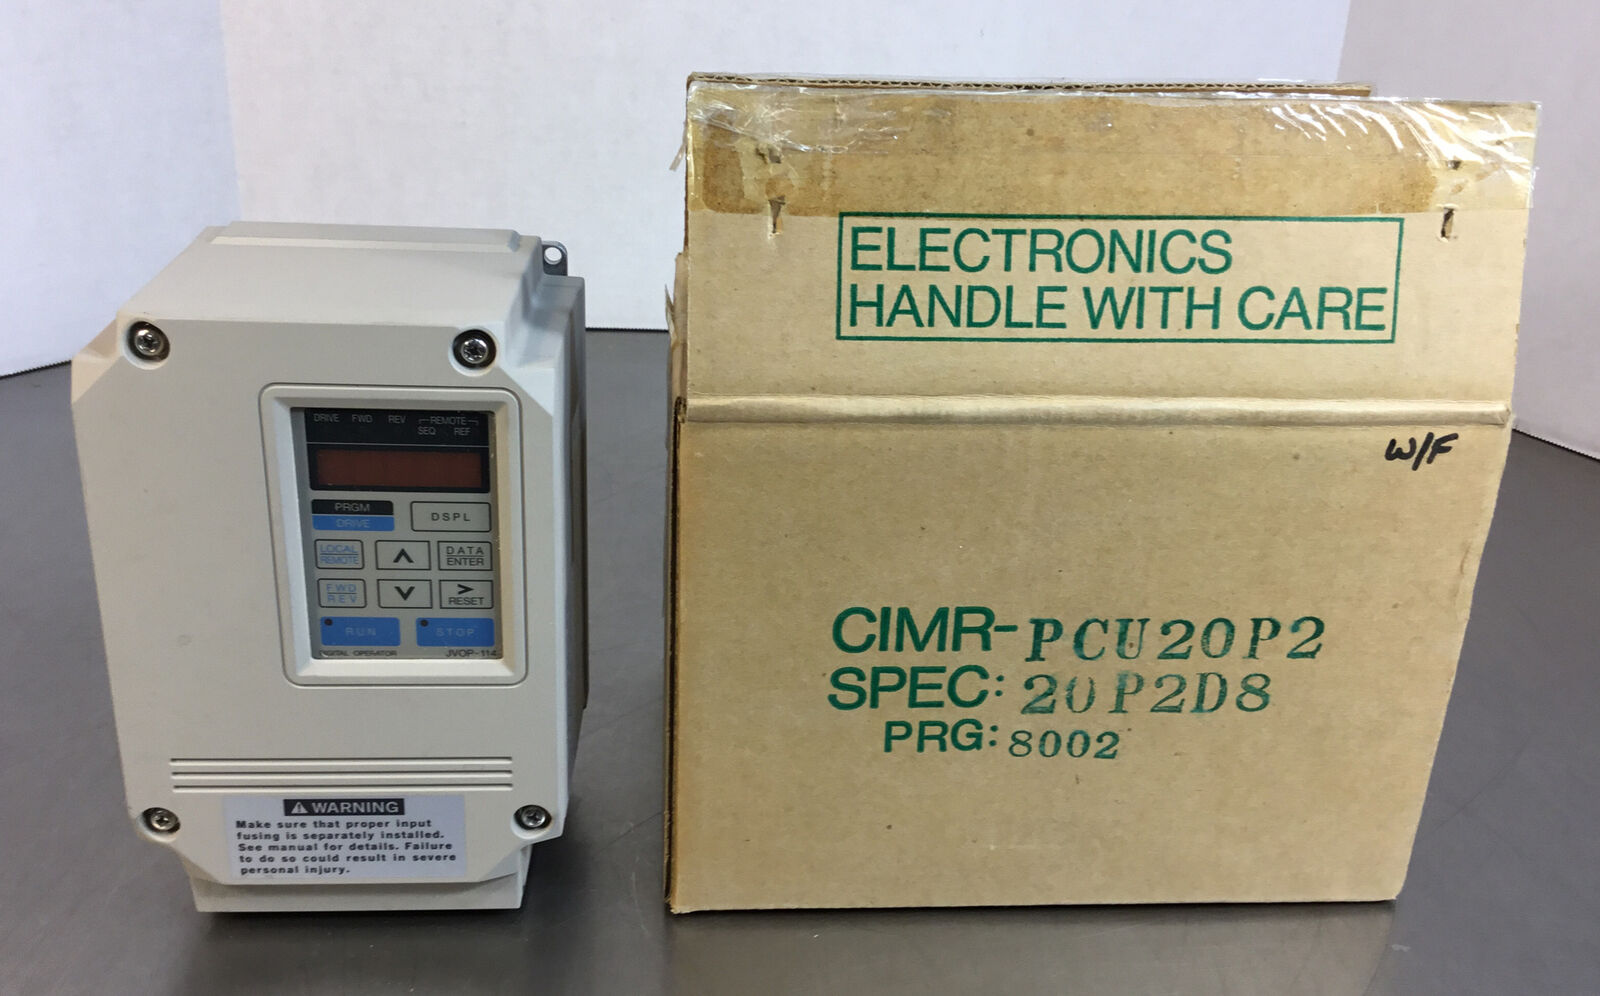 DRIVE FWD REV REMOTE
SEQ REF
PRGM
DRIVE
DSPL
LOCAL
REMOTE
DATA
ENTER
FWD
REV
RESET
RUN
STOP
DIGITAL OPERATOR JVOP-114
WARNING
Make sure that proper input
fusing is separately installed.
See manual for details. Failure
to do so could result in severe
personal injury.
ELECTRONICS
HANDLE WITH CARE
W/F
CIMR-PCU20P2
SPEC: 20P2D8
PRG: 8002